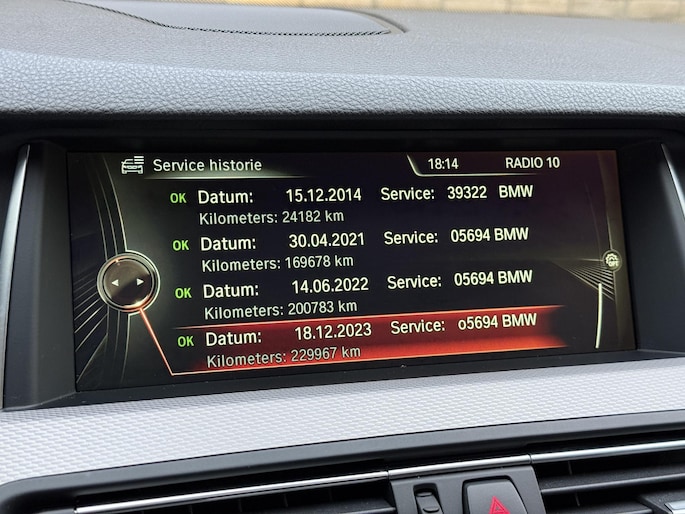 Service historie 18:14 RADIO 10
OK Datum: 15.12.2014 Service: 39322 BMW
Kilometers: 24182 km
OK Datum: 30.04.2021 Service: 05694 BMW
Kilometers: 169678 km
OK Datum: 14.06.2022 Service: 05694 BMW
Kilometers: 200783 km
OK Datum: 18.12.2023 Service: o5694 BMW
Kilometers: 229967 km